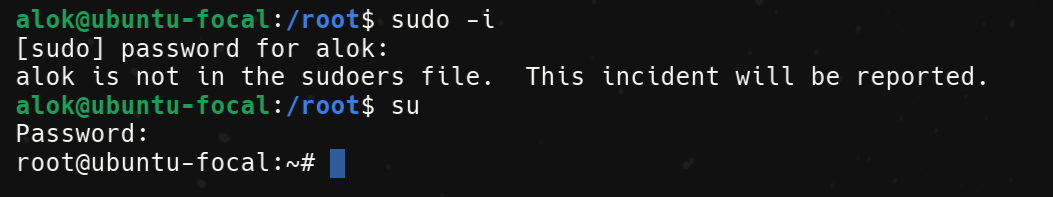 alok@ubuntu-focal:/root$ sudo -i
[sudo] password for alok:
alok is not in the sudoers file.  This incident will be reported.
alok@ubuntu-focal:/root$ su
Password:
root@ubuntu-focal:~#